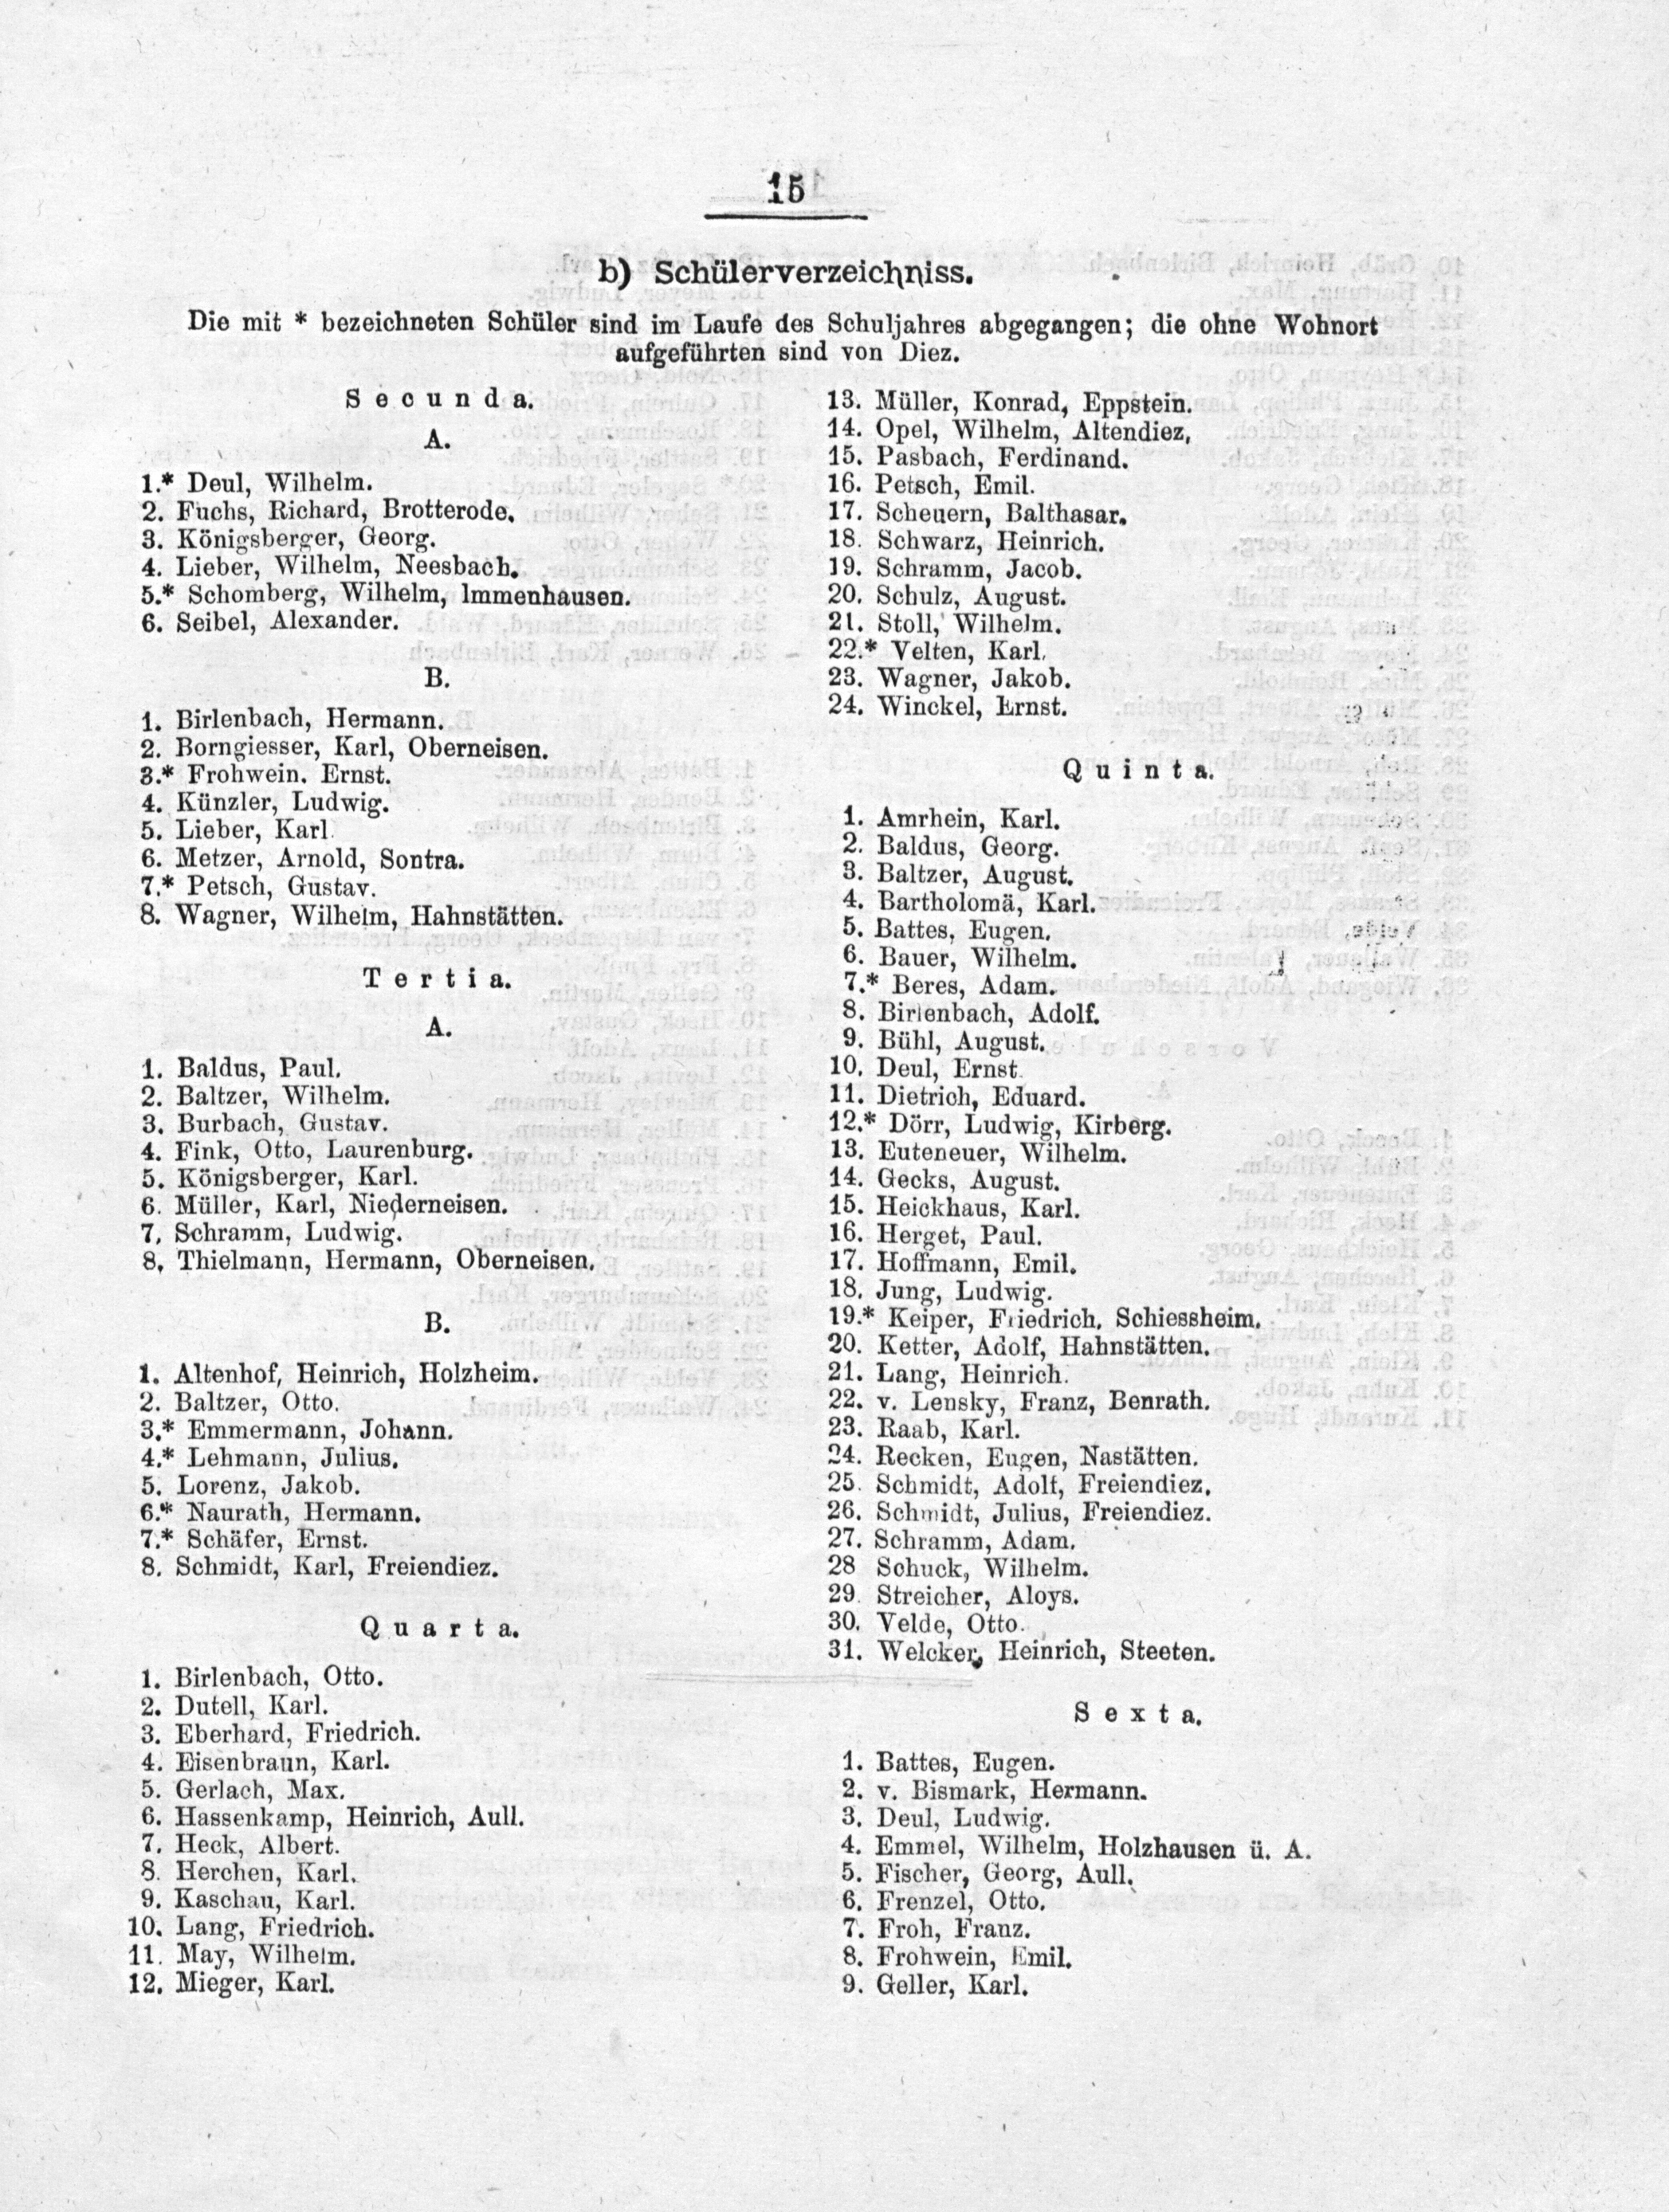 15
b) Schülerverzeichniss.
Die mit * bezeichneten Schüler sind im Laufe des Schuljahres abgegangen; die ohne Wohnort
aufgeführten sind von Diez.
Secunda.
A.
1.* Deul, Wilhelm.
2. Fuchs, Richard, Brotterode.
3. Königsberger, Georg.
4. Lieber, Wilhelm, Neesbach.
5.* Schomberg, Wilhelm, Immenhausen.
6. Seibel, Alexander.
B.
1. Birlenbach, Hermann.
2. Borngiesser, Karl, Oberneisen.
3.* Frohwein. Ernst.
4. Künzler, Ludwig.
5. Lieber, Karl.
6. Metzer, Arnold, Sontra.
7.* Petsch, Gustav.
8. Wagner, Wilhelm, Hahnstätten.
Tertia.
A.
1. Baldus, Paul.
2. Baltzer, Wilhelm.
3. Burbach, Gustav.
4. Fink, Otto, Laurenburg.
5. Königsberger, Karl.
6. Müller, Karl, Niederneisen.
7. Schramm, Ludwig.
8. Thielmann, Hermann, Oberneisen.
B.
1. Altenhof, Heinrich, Holzheim.
2. Baltzer, Otto.
3.* Emmermann, Johann.
4.* Lehmann, Julius.
5. Lorenz, Jakob.
6.* Naurath, Hermann.
7.* Schäfer, Ernst.
8. Schmidt, Karl, Freiendiez.
Quarta.
1. Birlenbach, Otto.
2. Dutell, Karl.
3. Eberhard, Friedrich.
4. Eisenbraun, Karl.
5. Gerlach, Max.
6. Hassenkamp, Heinrich, Aull.
7. Heck, Albert.
8. Herchen, Karl.
9. Kaschau, Karl.
10. Lang, Friedrich.
11. May, Wilhelm.
12. Mieger, Karl.
13. Müller, Konrad, Eppstein.
14. Opel, Wilhelm, Altendiez,
15. Pasbach, Ferdinand.
16. Petsch, Emil.
17. Scheuern, Balthasar.
18. Schwarz, Heinrich.
19. Schramm, Jacob.
20. Schulz, August.
21. Stoll, Wilhelm.
22.* Velten, Karl.
23. Wagner, Jakob.
24. Winckel, Ernst.
Quinta.
1. Amrhein, Karl.
2. Baldus, Georg.
3. Baltzer, August.
4. Bartholomä, Karl.
5. Battes, Eugen.
6. Bauer, Wilhelm.
7.* Beres, Adam.
8. Birlenbach, Adolf.
9. Bühl, August.
10. Deul, Ernst.
11. Dietrich, Eduard.
12.* Dörr, Ludwig, Kirberg.
13. Euteneuer, Wilhelm.
14. Gecks, August.
15. Heickhaus, Karl.
16. Herget, Paul.
17. Hoffmann, Emil.
18. Jung, Ludwig.
19.* Keiper, Friedrich, Schiessheim.
20. Ketter, Adolf, Hahnstätten.
21. Lang, Heinrich.
22. v. Lensky, Franz, Benrath.
23. Raab, Karl.
24. Recken, Eugen, Nastätten.
25. Schmidt, Adolf, Freiendiez.
26. Schmidt, Julius, Freiendiez.
27. Schramm, Adam.
28 Schuck, Wilhelm.
29. Streicher, Aloys.
30. Velde, Otto.
31. Welcker, Heinrich, Steeten.
Sexta.
1. Battes, Eugen.
2. v. Bismark, Hermann.
3. Deul, Ludwig.
4. Emmel, Wilhelm, Holzhausen ü. A.
5. Fischer, Georg, Aull.
6. Frenzel, Otto.
7. Froh, Franz.
8. Frohwein, Emil.
9. Geller, Karl.